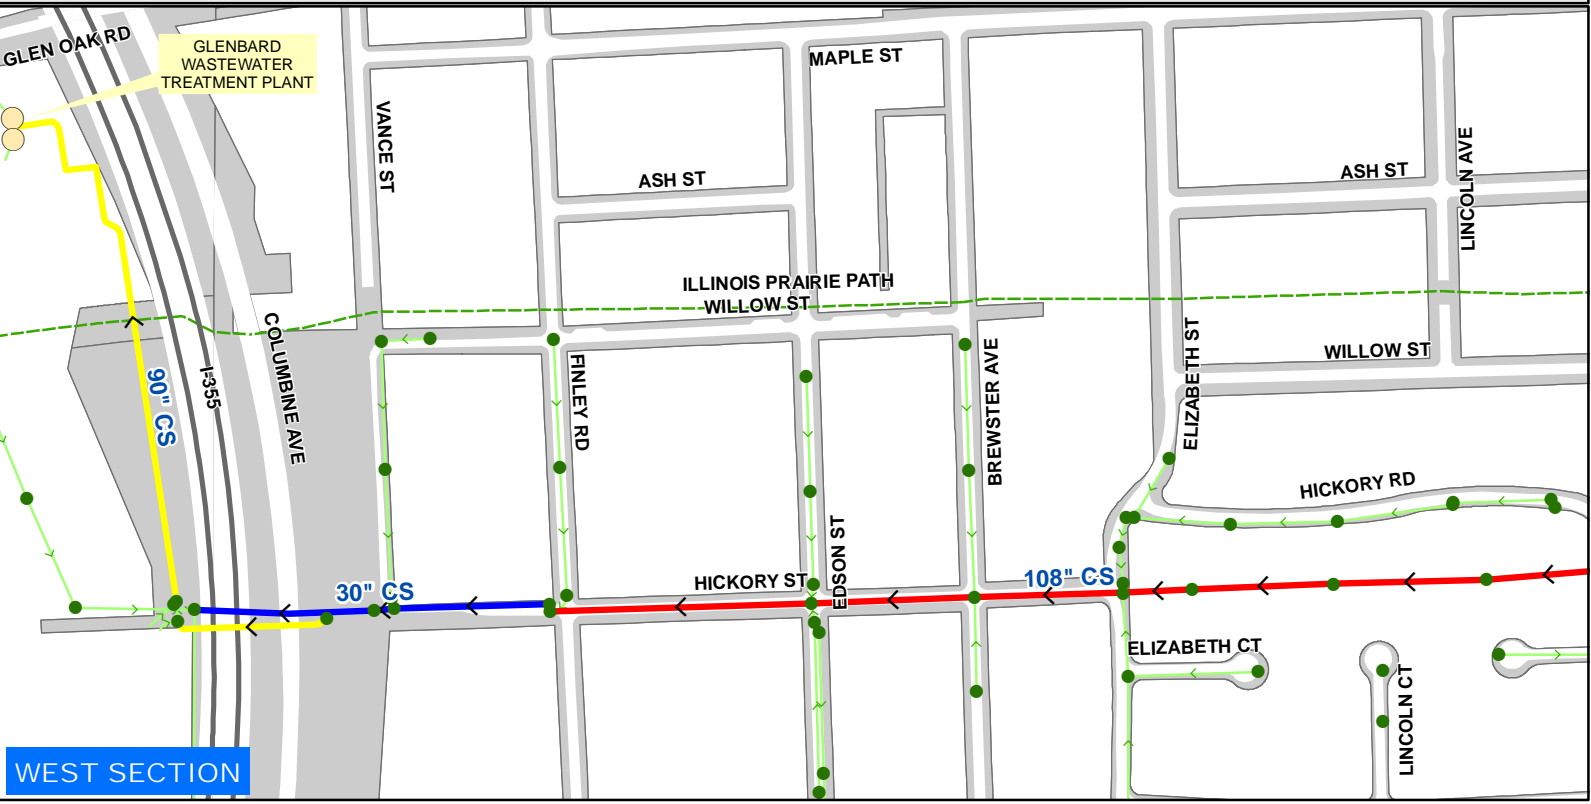 GLEN OAK RD
GLENBARD
WASTEWATER
TREATMENT PLANT
MAPLE ST
VANCE ST
ASH ST
ASH ST
LINCOLN AVE
ILLINOIS PRAIRIE PATH
WILLOW ST
COLUMBINE AVE
I-355
90" CS
FINLEY RD
BREWSTER AVE
ELIZABETH ST
WILLOW ST
HICKORY RD
EDSON ST
HICKORY ST
30" CS
108" CS
ELIZABETH CT
LINCOLN CT
WEST SECTION